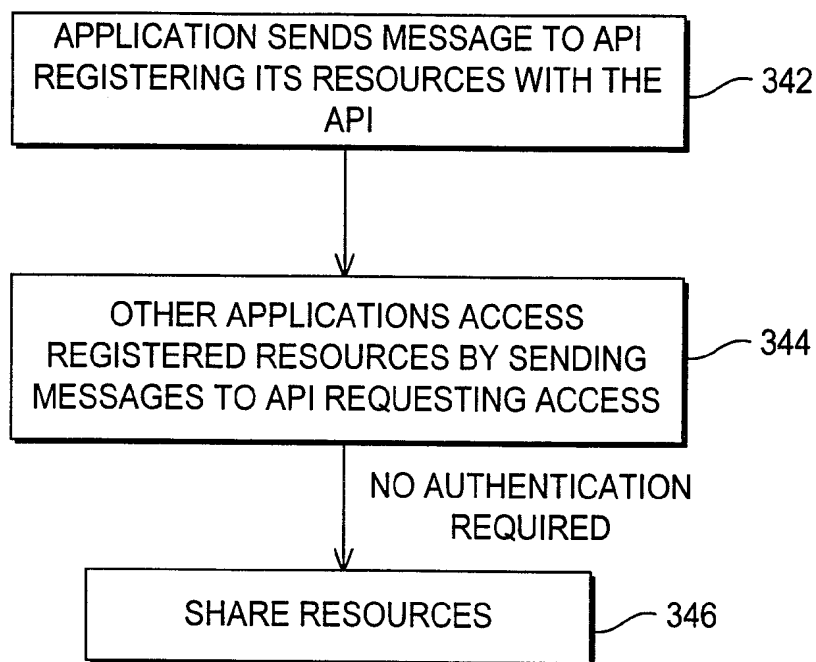 APPLICATION SENDS MESSAGE TO API
REGISTERING ITS RESOURCES WITH THE
API
342
OTHER APPLICATIONS ACCESS
REGISTERED RESOURCES BY SENDING
MESSAGES TO API REQUESTING ACCESS
344
NO AUTHENTICATION
REQUIRED
SHARE RESOURCES
346